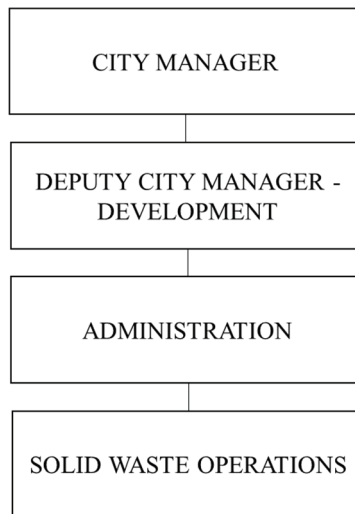 CITY MANAGER
DEPUTY CITY MANAGER -
DEVELOPMENT
ADMINISTRATION
SOLID WASTE OPERATIONS